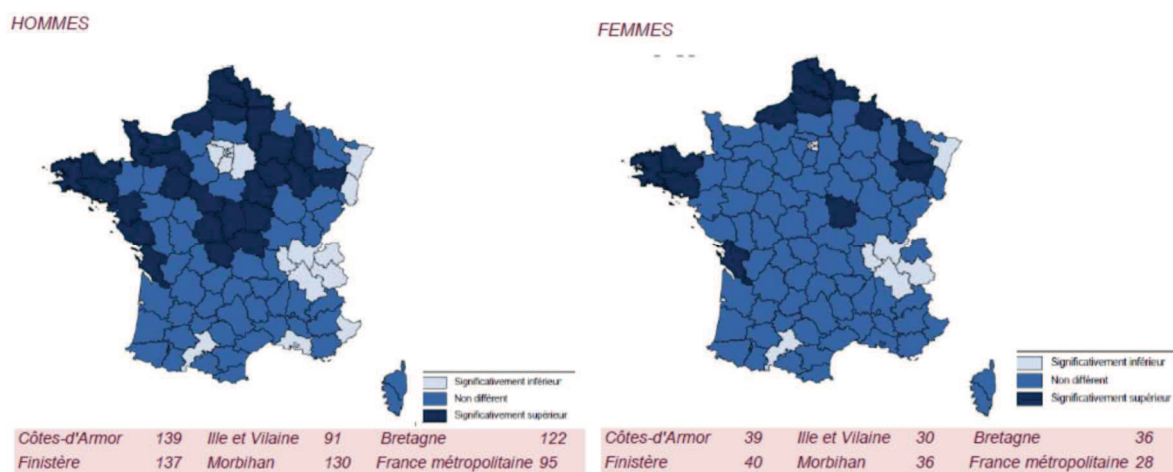 HOMMES
Significativement inférieur
Non différent
Significativement supérieur
Côtes-d'Armor 139 Ille et Vilaine 91 Bretagne 122
Finistère 137 Morbihan 130 France métropolitaine 95
FEMMES
Significativement inférieur
Non différent
Significativement supérieur
Côtes-d'Armor 39 Ille et Vilaine 30 Bretagne 36
Finistère 40 Morbihan 36 France métropolitaine 28